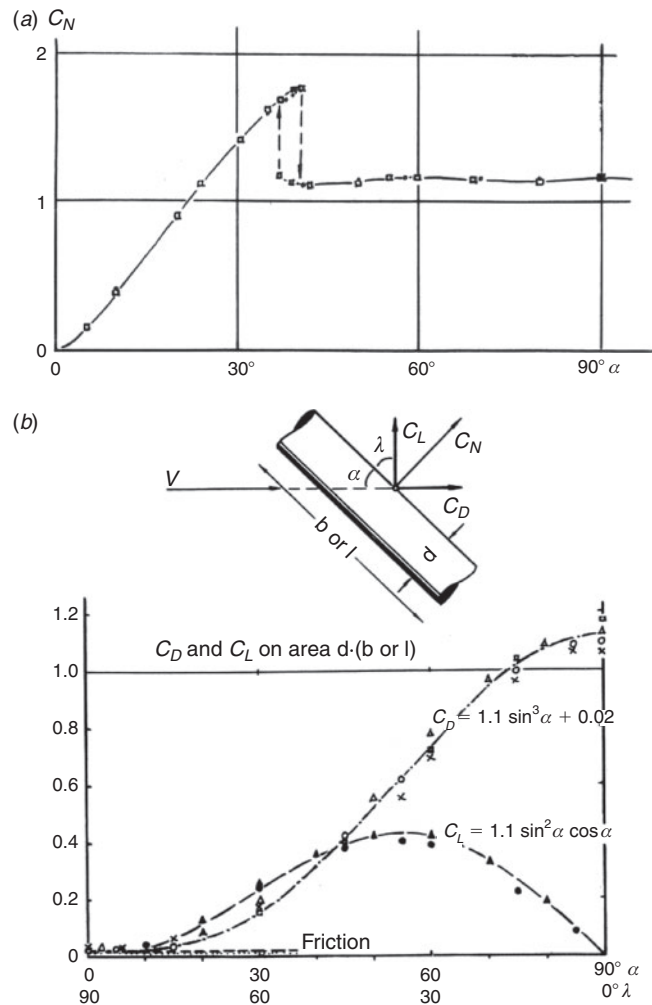 (a) C_N
2
1
0
30°
60°
90° α
(b)
λ
C_L
C_N
V
α
C_D
b or l
d
1.2
C_D and C_L on area d·(b or l)
1.0
C_D = 1.1 sin³α + 0.02
0.8
0.6
0.4
C_L = 1.1 sin²α cosα
0.2
Friction
0
0 30 60 90° α
90 60 30 0° λ